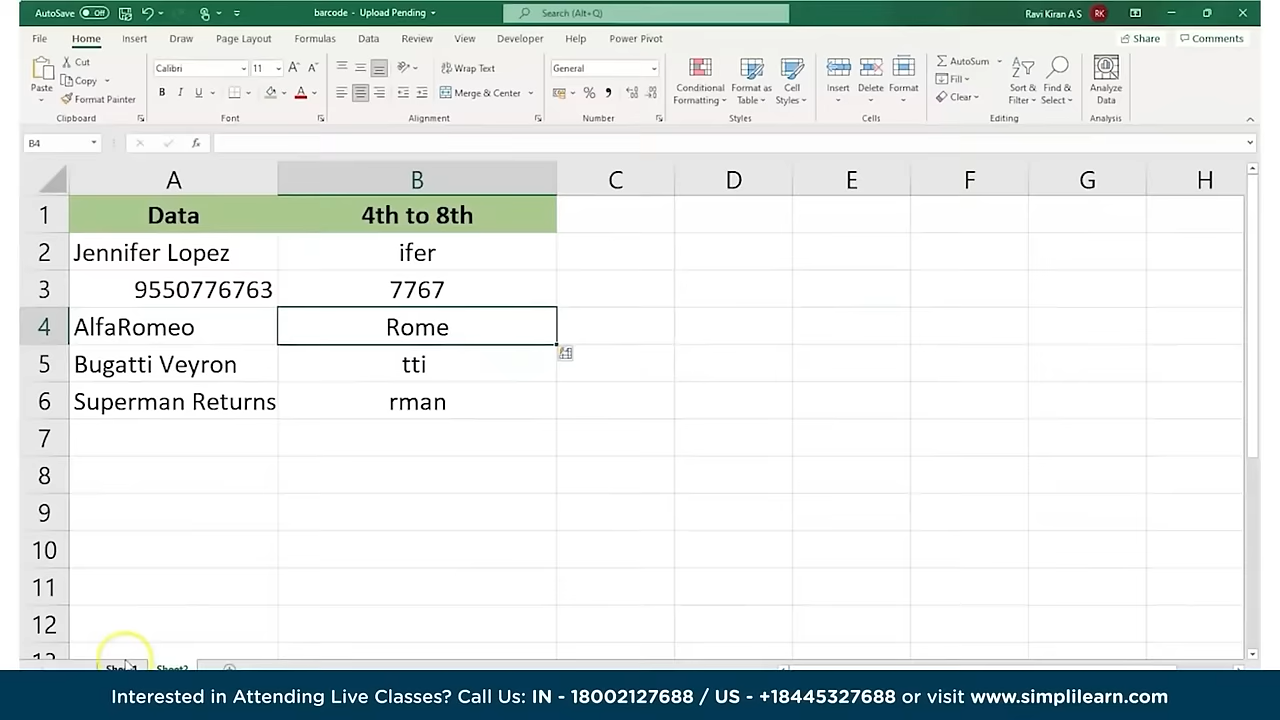 AutoSave Off barcode - Upload Pending Search (Alt+Q) Ravi Kiran A S RK
File Home Insert Draw Page Layout Formulas Data Review View Developer Help Power Pivot Share Comments
Cut Calibri 11 Wrap Text General AutoSum
Copy Paste Conditional Format as Cell Insert Delete Format Fill Sort & Find & Analyze
Format Painter B I U Merge & Center % Formatting Table Styles Clear Filter Select Data
Clipboard Font Alignment Number Styles Cells Editing Analysis
B4 fx
A B C D E F G H
1 Data 4th to 8th
2 Jennifer Lopez ifer
3 9550776763 7767
4 AlfaRomeo Rome
5 Bugatti Veyron tti
6 Superman Returns rman
7
8
9
10
11
12
Interested in Attending Live Classes? Call Us: IN - 18002127688 / US - +18445327688 or visit www.simplilearn.com